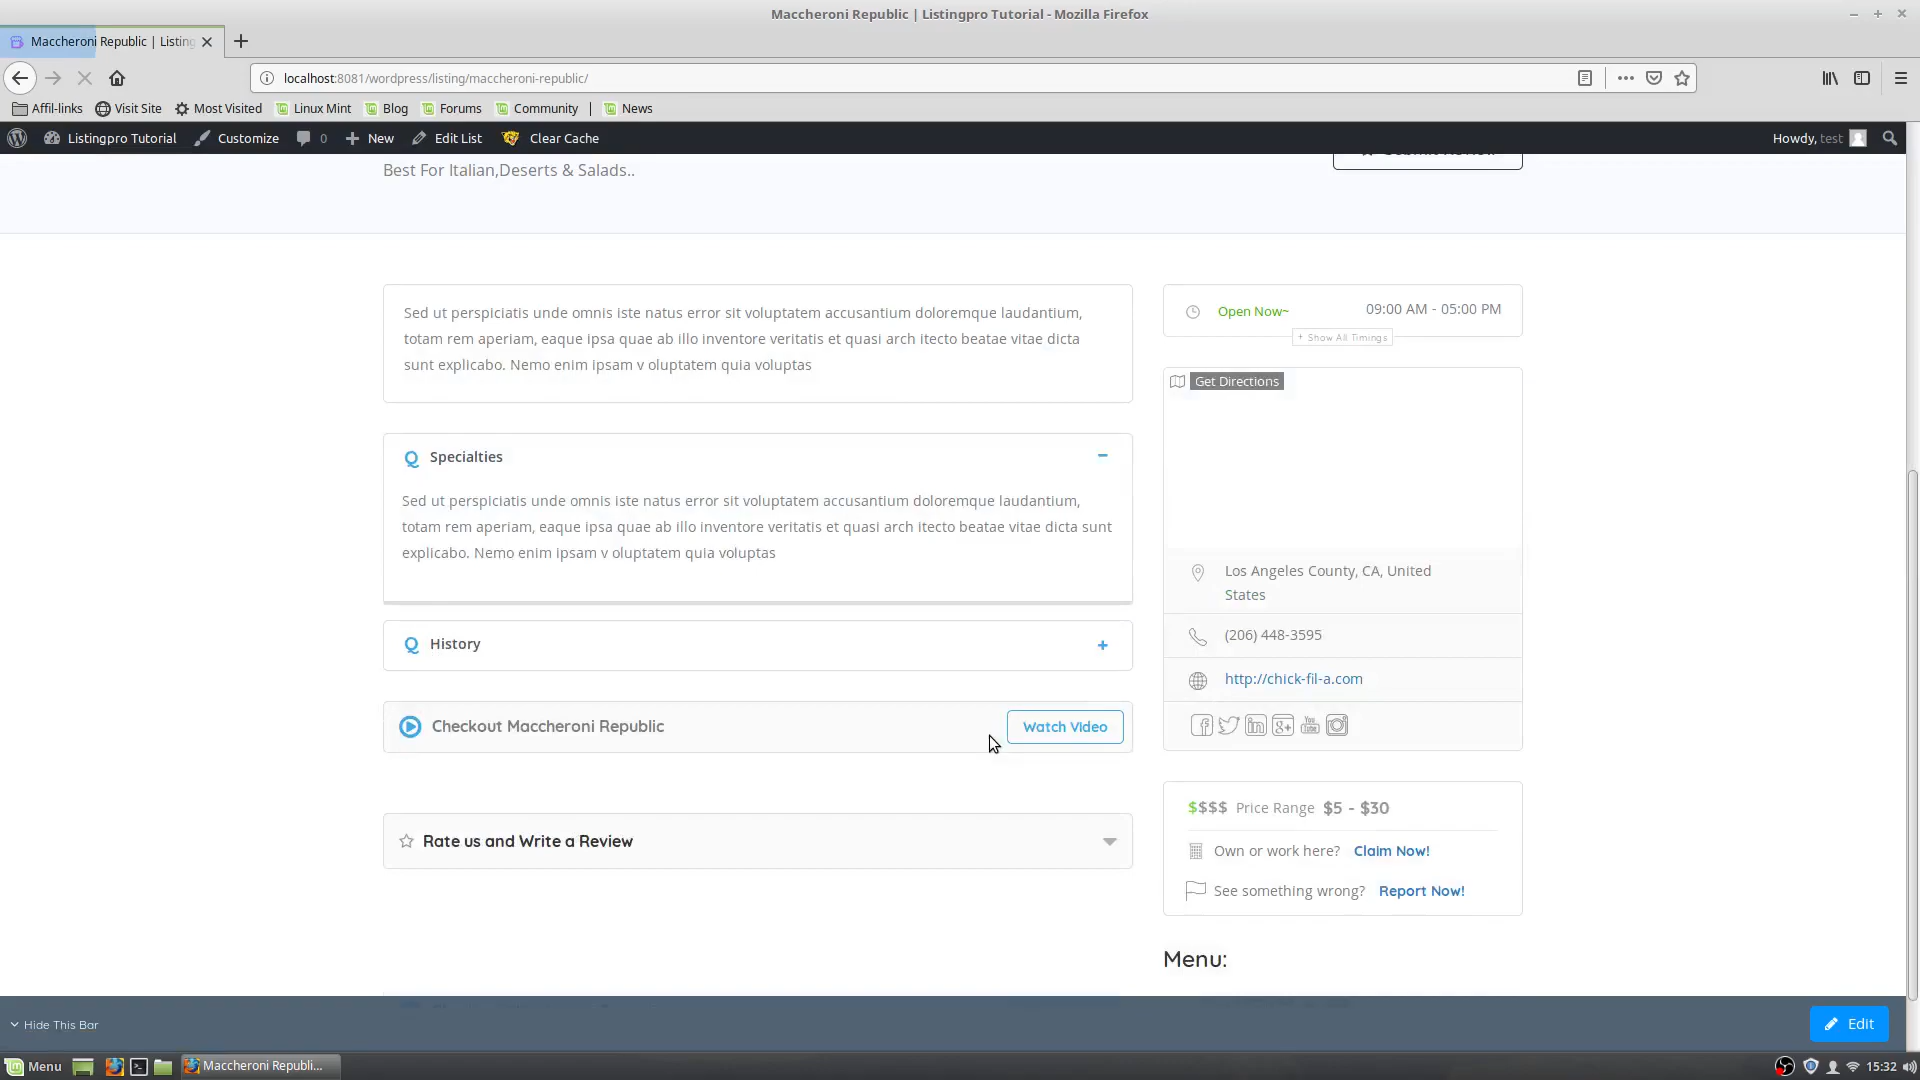 Maccheroni Republic | Listingpro Tutorial - Mozilla Firefox
Maccheroni Republic | Listing
localhost:8081/wordpress/listing/maccheroni-republic/
Affil-links Visit Site Most Visited Linux Mint Blog Forums Community | News
Listingpro Tutorial Customize 0 New Edit List Clear Cache Howdy, test
Best For Italian,Deserts & Salads..
Sed ut perspiciatis unde omnis iste natus error sit voluptatem accusantium doloremque laudantium,
totam rem aperiam, eaque ipsa quae ab illo inventore veritatis et quasi arch itecto beatae vitae dicta
sunt explicabo. Nemo enim ipsam v oluptatem quia voluptas
Specialties
Sed ut perspiciatis unde omnis iste natus error sit voluptatem accusantium doloremque laudantium,
totam rem aperiam, eaque ipsa quae ab illo inventore veritatis et quasi arch itecto beatae vitae dicta sunt
explicabo. Nemo enim ipsam v oluptatem quia voluptas
History
Checkout Maccheroni Republic Watch Video
Rate us and Write a Review
Open Now~ 09:00 AM - 05:00 PM
+ Show All Timings
Get Directions
Los Angeles County, CA, United
States
(206) 448-3595
http://chick-fil-a.com
$$$$ Price Range $5 - $30
Own or work here? Claim Now!
See something wrong? Report Now!
Menu:
Hide This Bar Edit
Menu Maccheroni Republi... 15:32